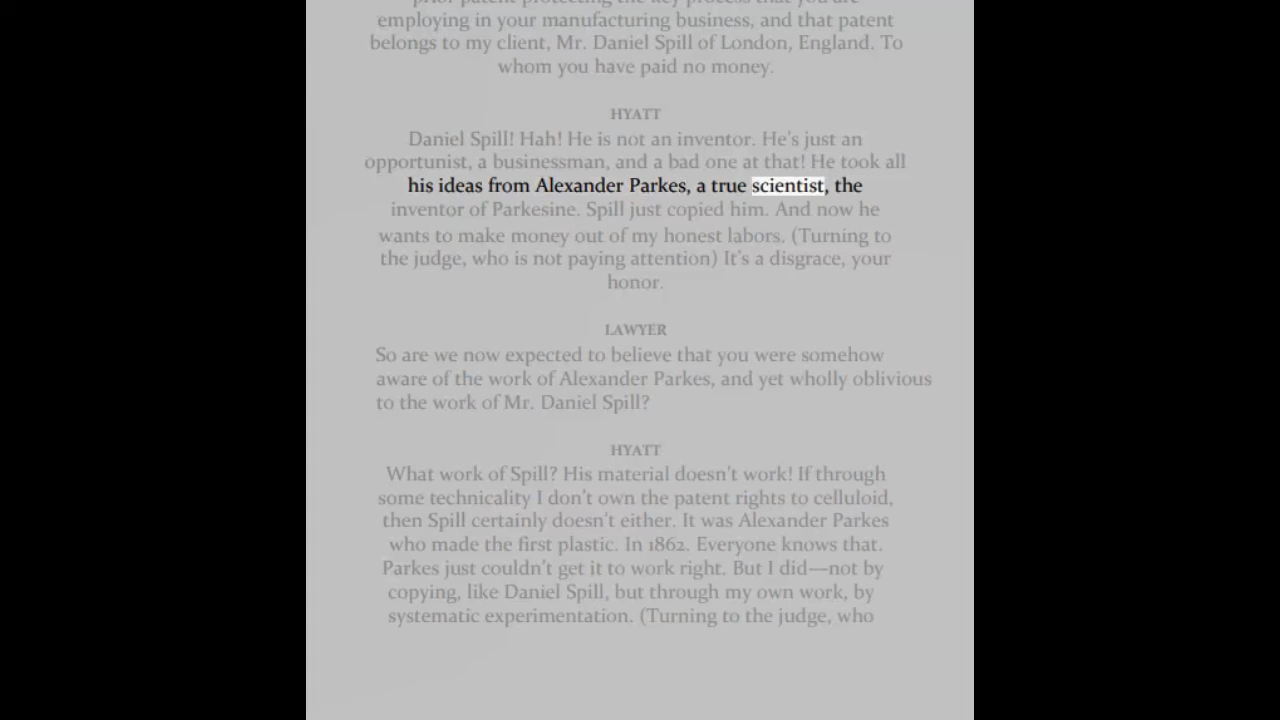 prior patent protecting the key process that you are
employing in your manufacturing business, and that patent
belongs to my client, Mr. Daniel Spill of London, England. To
whom you have paid no money.
HYATT
Daniel Spill! Hah! He is not an inventor. He's just an
opportunist, a businessman, and a bad one at that! He took all
his ideas from Alexander Parkes, a true scientist, the
inventor of Parkesine. Spill just copied him. And now he
wants to make money out of my honest labors. (Turning to
the judge, who is not paying attention) It's a disgrace, your
honor.
LAWYER
So are we now expected to believe that you were somehow
aware of the work of Alexander Parkes, and yet wholly oblivious
to the work of Mr. Daniel Spill?
HYATT
What work of Spill? His material doesn't work! If through
some technicality I don't own the patent rights to celluloid,
then Spill certainly doesn't either. It was Alexander Parkes
who made the first plastic. In 1862. Everyone knows that.
Parkes just couldn't get it to work right. But I did—not by
copying, like Daniel Spill, but through my own work, by
systematic experimentation. (Turning to the judge, who